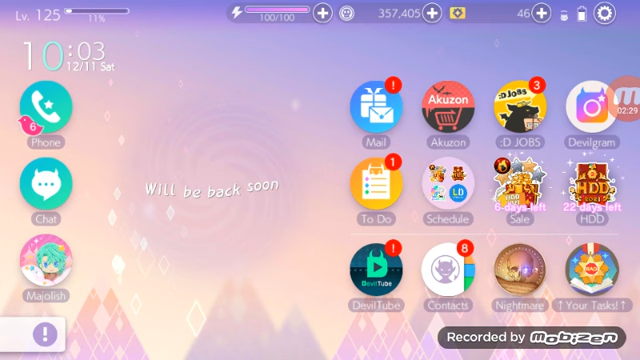 Lv. 125
11%
100/100
357,405
46
10:03
12/11 Sat
6
Phone
Chat
Majolish
Will be back soon
!
Mail
Akuzon
Akuzon
3
:D JOBS
:D JOBS
Devilgram
02:29
1
To Do
LD
Schedule
HDD
6 days left
Sale
HDD
22 days left
HDD
!
DevilTube
DevilTube
8
Contacts
Nightmare
↑ Your Tasks! ↑
Recorded by mobizen